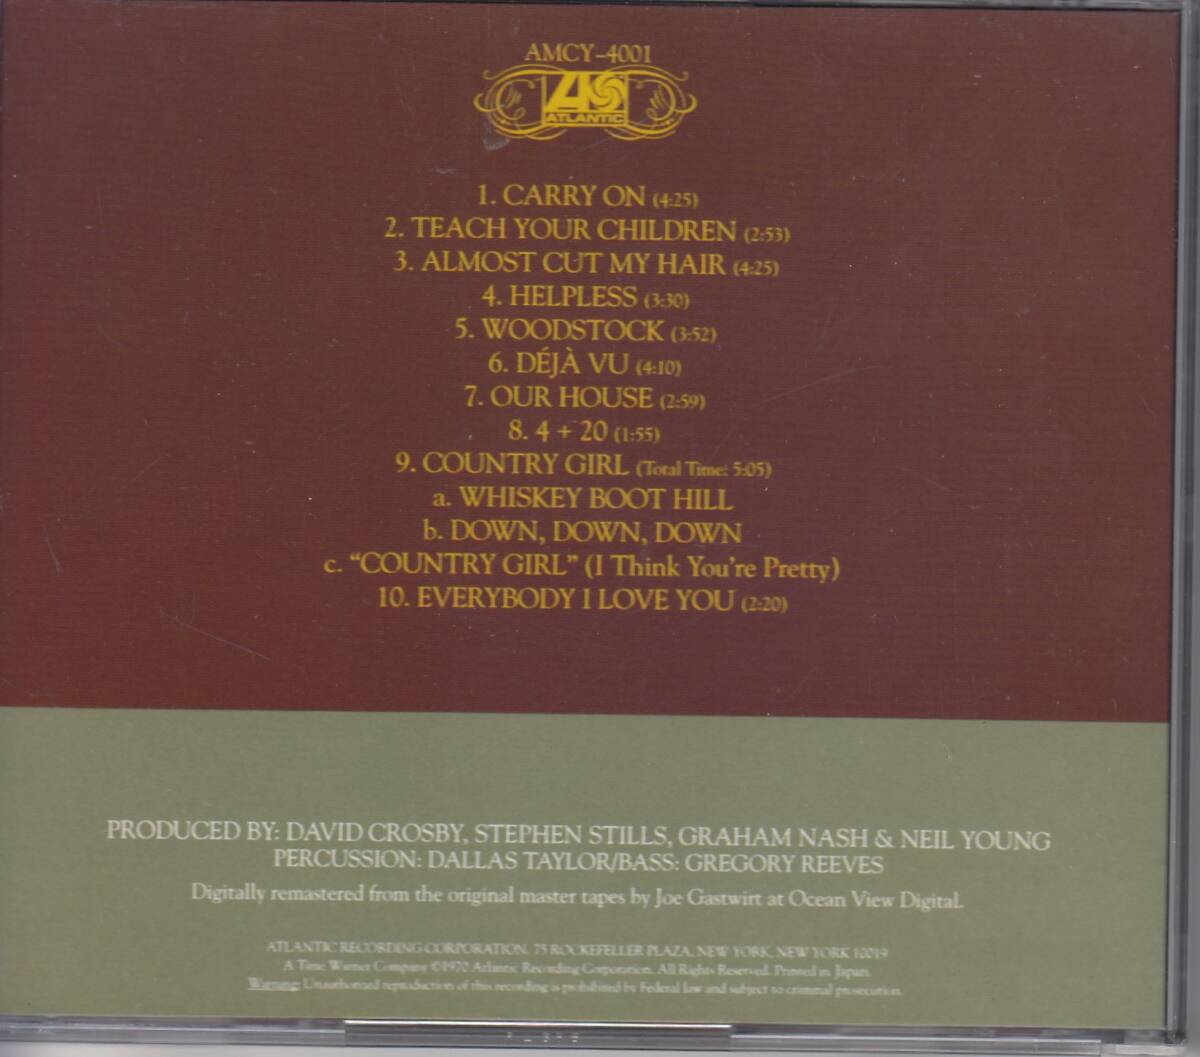 AMCY-4001
ATLANTIC
1. CARRY ON (4:25)
2. TEACH YOUR CHILDREN (2:53)
3. ALMOST CUT MY HAIR (4:25)
4. HELPLESS (3:30)
5. WOODSTOCK (3:52)
6. DÉJÀ VU (4:10)
7. OUR HOUSE (2:59)
8. 4 + 20 (1:55)
9. COUNTRY GIRL (Total Time: 5:05)
a. WHISKEY BOOT HILL
b. DOWN, DOWN, DOWN
c. “COUNTRY GIRL” (I Think You're Pretty)
10. EVERYBODY I LOVE YOU (2:20)
PRODUCED BY: DAVID CROSBY, STEPHEN STILLS, GRAHAM NASH & NEIL YOUNG
PERCUSSION: DALLAS TAYLOR/BASS: GREGORY REEVES
Digitally remastered from the original master tapes by Joe Gastwirt at Ocean View Digital.
ATLANTIC RECORDING CORPORATION, 75 ROCKEFELLER PLAZA, NEW YORK, NEW YORK 10019
A Time Warner Company ©1970 Atlantic Recording Corporation. All Rights Reserved. Printed in Japan.
Warning: Unauthorized reproduction of this recording is prohibited by Federal law and subject to criminal prosecution.